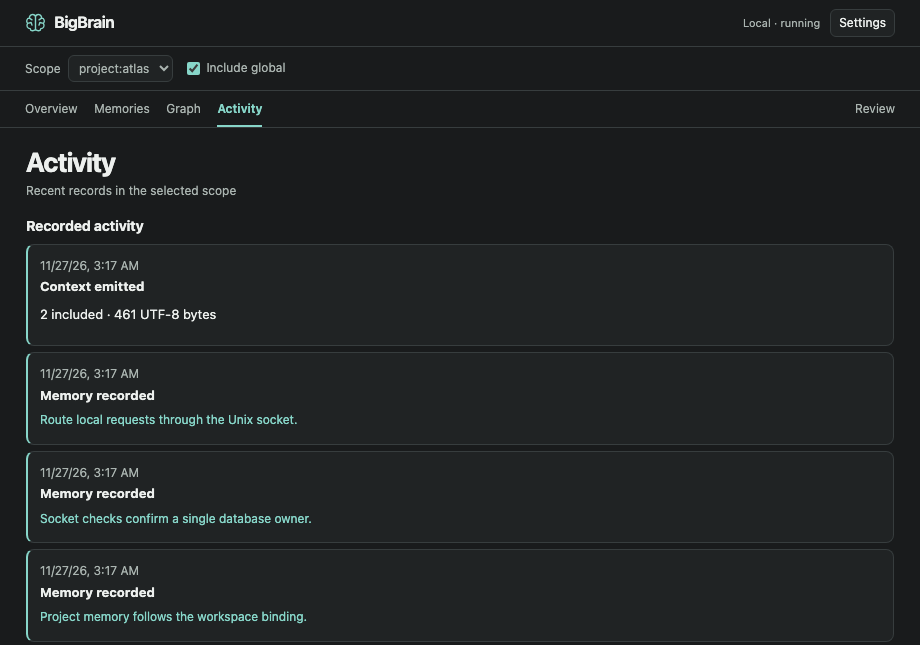 BigBrain
Local · running
Settings
Scope
project:atlas
Include global
Overview
Memories
Graph
Activity
Review
Activity
Recent records in the selected scope
Recorded activity
11/27/26, 3:17 AM
Context emitted
2 included · 461 UTF-8 bytes
11/27/26, 3:17 AM
Memory recorded
Route local requests through the Unix socket.
11/27/26, 3:17 AM
Memory recorded
Socket checks confirm a single database owner.
11/27/26, 3:17 AM
Memory recorded
Project memory follows the workspace binding.